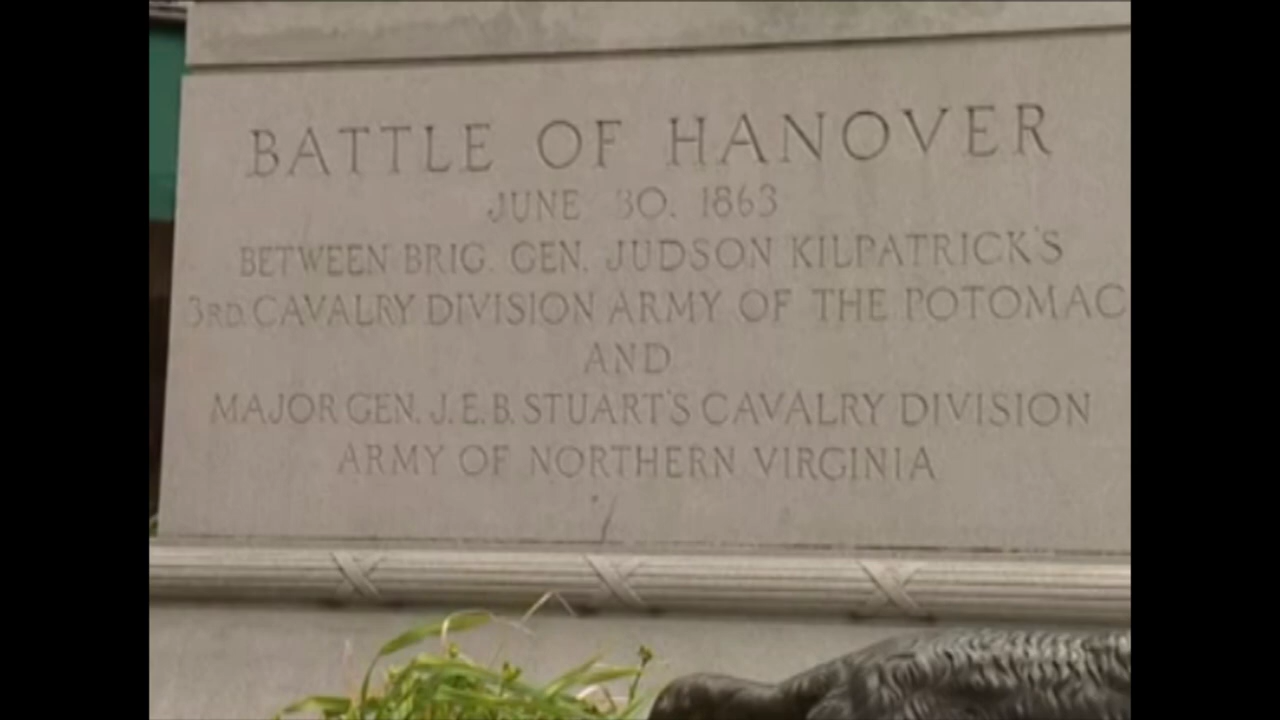 BATTLE OF HANOVER
JUNE 30. 1863
BETWEEN BRIG. GEN. JUDSON KILPATRICK'S
3RD. CAVALRY DIVISION ARMY OF THE POTOMAC
AND
MAJOR GEN. J.E.B. STUART'S CAVALRY DIVISION
ARMY OF NORTHERN VIRGINIA